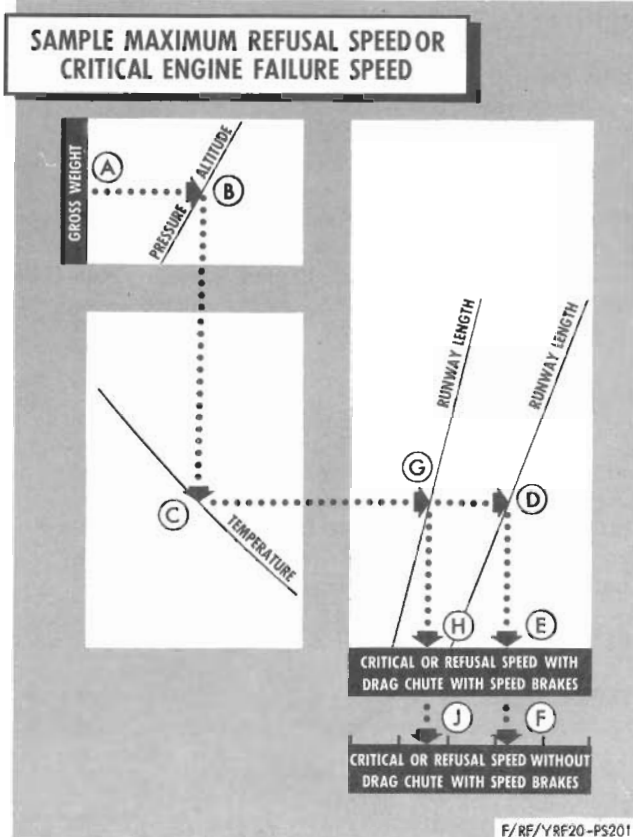 SAMPLE MAXIMUM REFUSAL SPEED OR
CRITICAL ENGINE FAILURE SPEED
GROSS WEIGHT
A
PRESSURE ALTITUDE
B
RUNWAY LENGTH
RUNWAY LENGTH
G
D
C
TEMPERATURE
H
E
CRITICAL OR REFUSAL SPEED WITH
DRAG CHUTE WITH SPEED BRAKES
J
F
CRITICAL OR REFUSAL SPEED WITHOUT
DRAG CHUTE WITH SPEED BRAKES
F/RF/YRF20-PS201